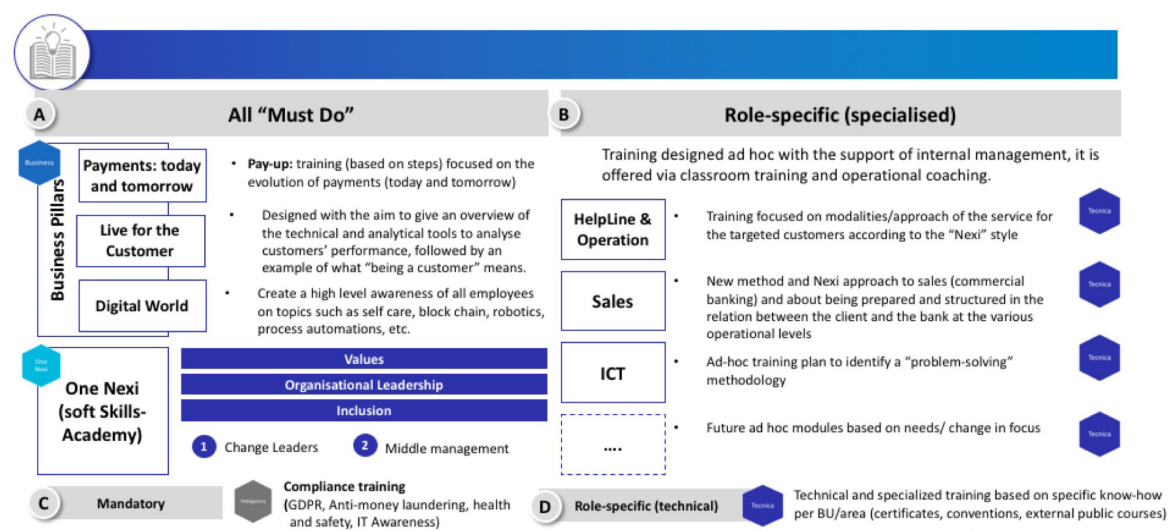 A
All “Must Do”
Business
Business Pillars
Payments: today
and tomorrow
• Pay-up: training (based on steps) focused on the
evolution of payments (today and tomorrow)
Live for the
Customer
• Designed with the aim to give an overview of
the technical and analytical tools to analyse
customers’ performance, followed by an
example of what “being a customer” means.
Digital World
• Create a high level awareness of all employees
on topics such as self care, block chain, robotics,
process automations, etc.
One
Nexi
One Nexi
(soft Skills-
Academy)
Values
Organisational Leadership
Inclusion
1 Change Leaders
2 Middle management
B
Role-specific (specialised)
Training designed ad hoc with the support of internal management, it is
offered via classroom training and operational coaching.
HelpLine &
Operation
• Training focused on modalities/approach of the service for
the targeted customers according to the “Nexi” style
Tecnica
Sales
• New method and Nexi approach to sales (commercial
banking) and about being prepared and structured in the
relation between the client and the bank at the various
operational levels
Tecnica
ICT
• Ad-hoc training plan to identify a “problem-solving”
methodology
Tecnica
....
• Future ad hoc modules based on needs/ change in focus
Tecnica
C
Mandatory
Obbligatoria
Compliance training
(GDPR, Anti-money laundering, health
and safety, IT Awareness)
D
Role-specific (technical)
Tecnica
Technical and specialized training based on specific know-how
per BU/area (certificates, conventions, external public courses)